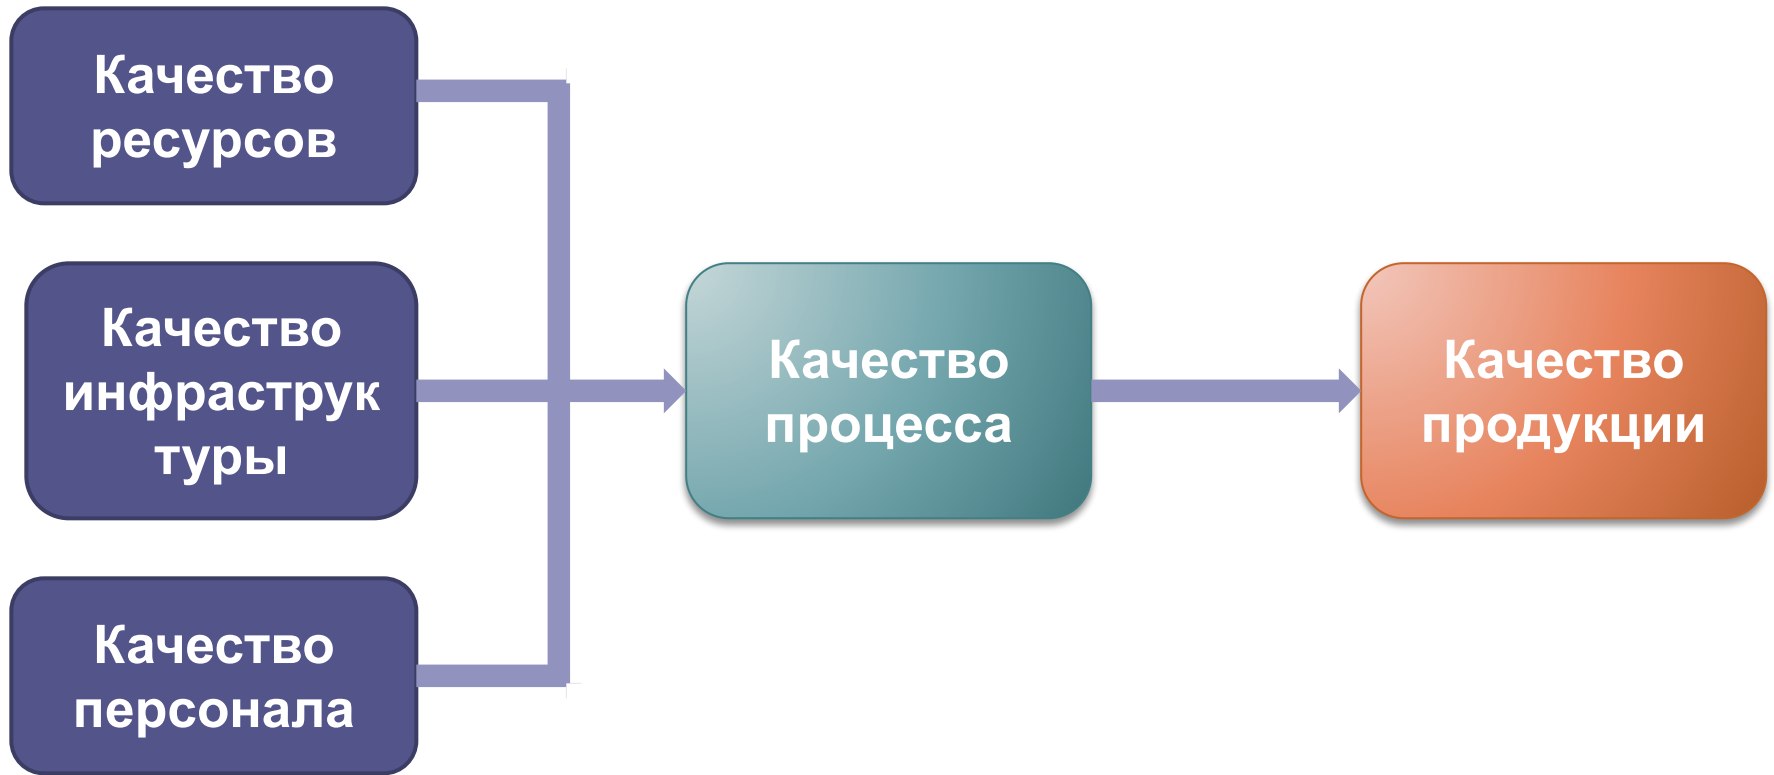 Качество
ресурсов
Качество
инфраструк
туры
Качество
персонала
Качество
процесса
Качество
продукции